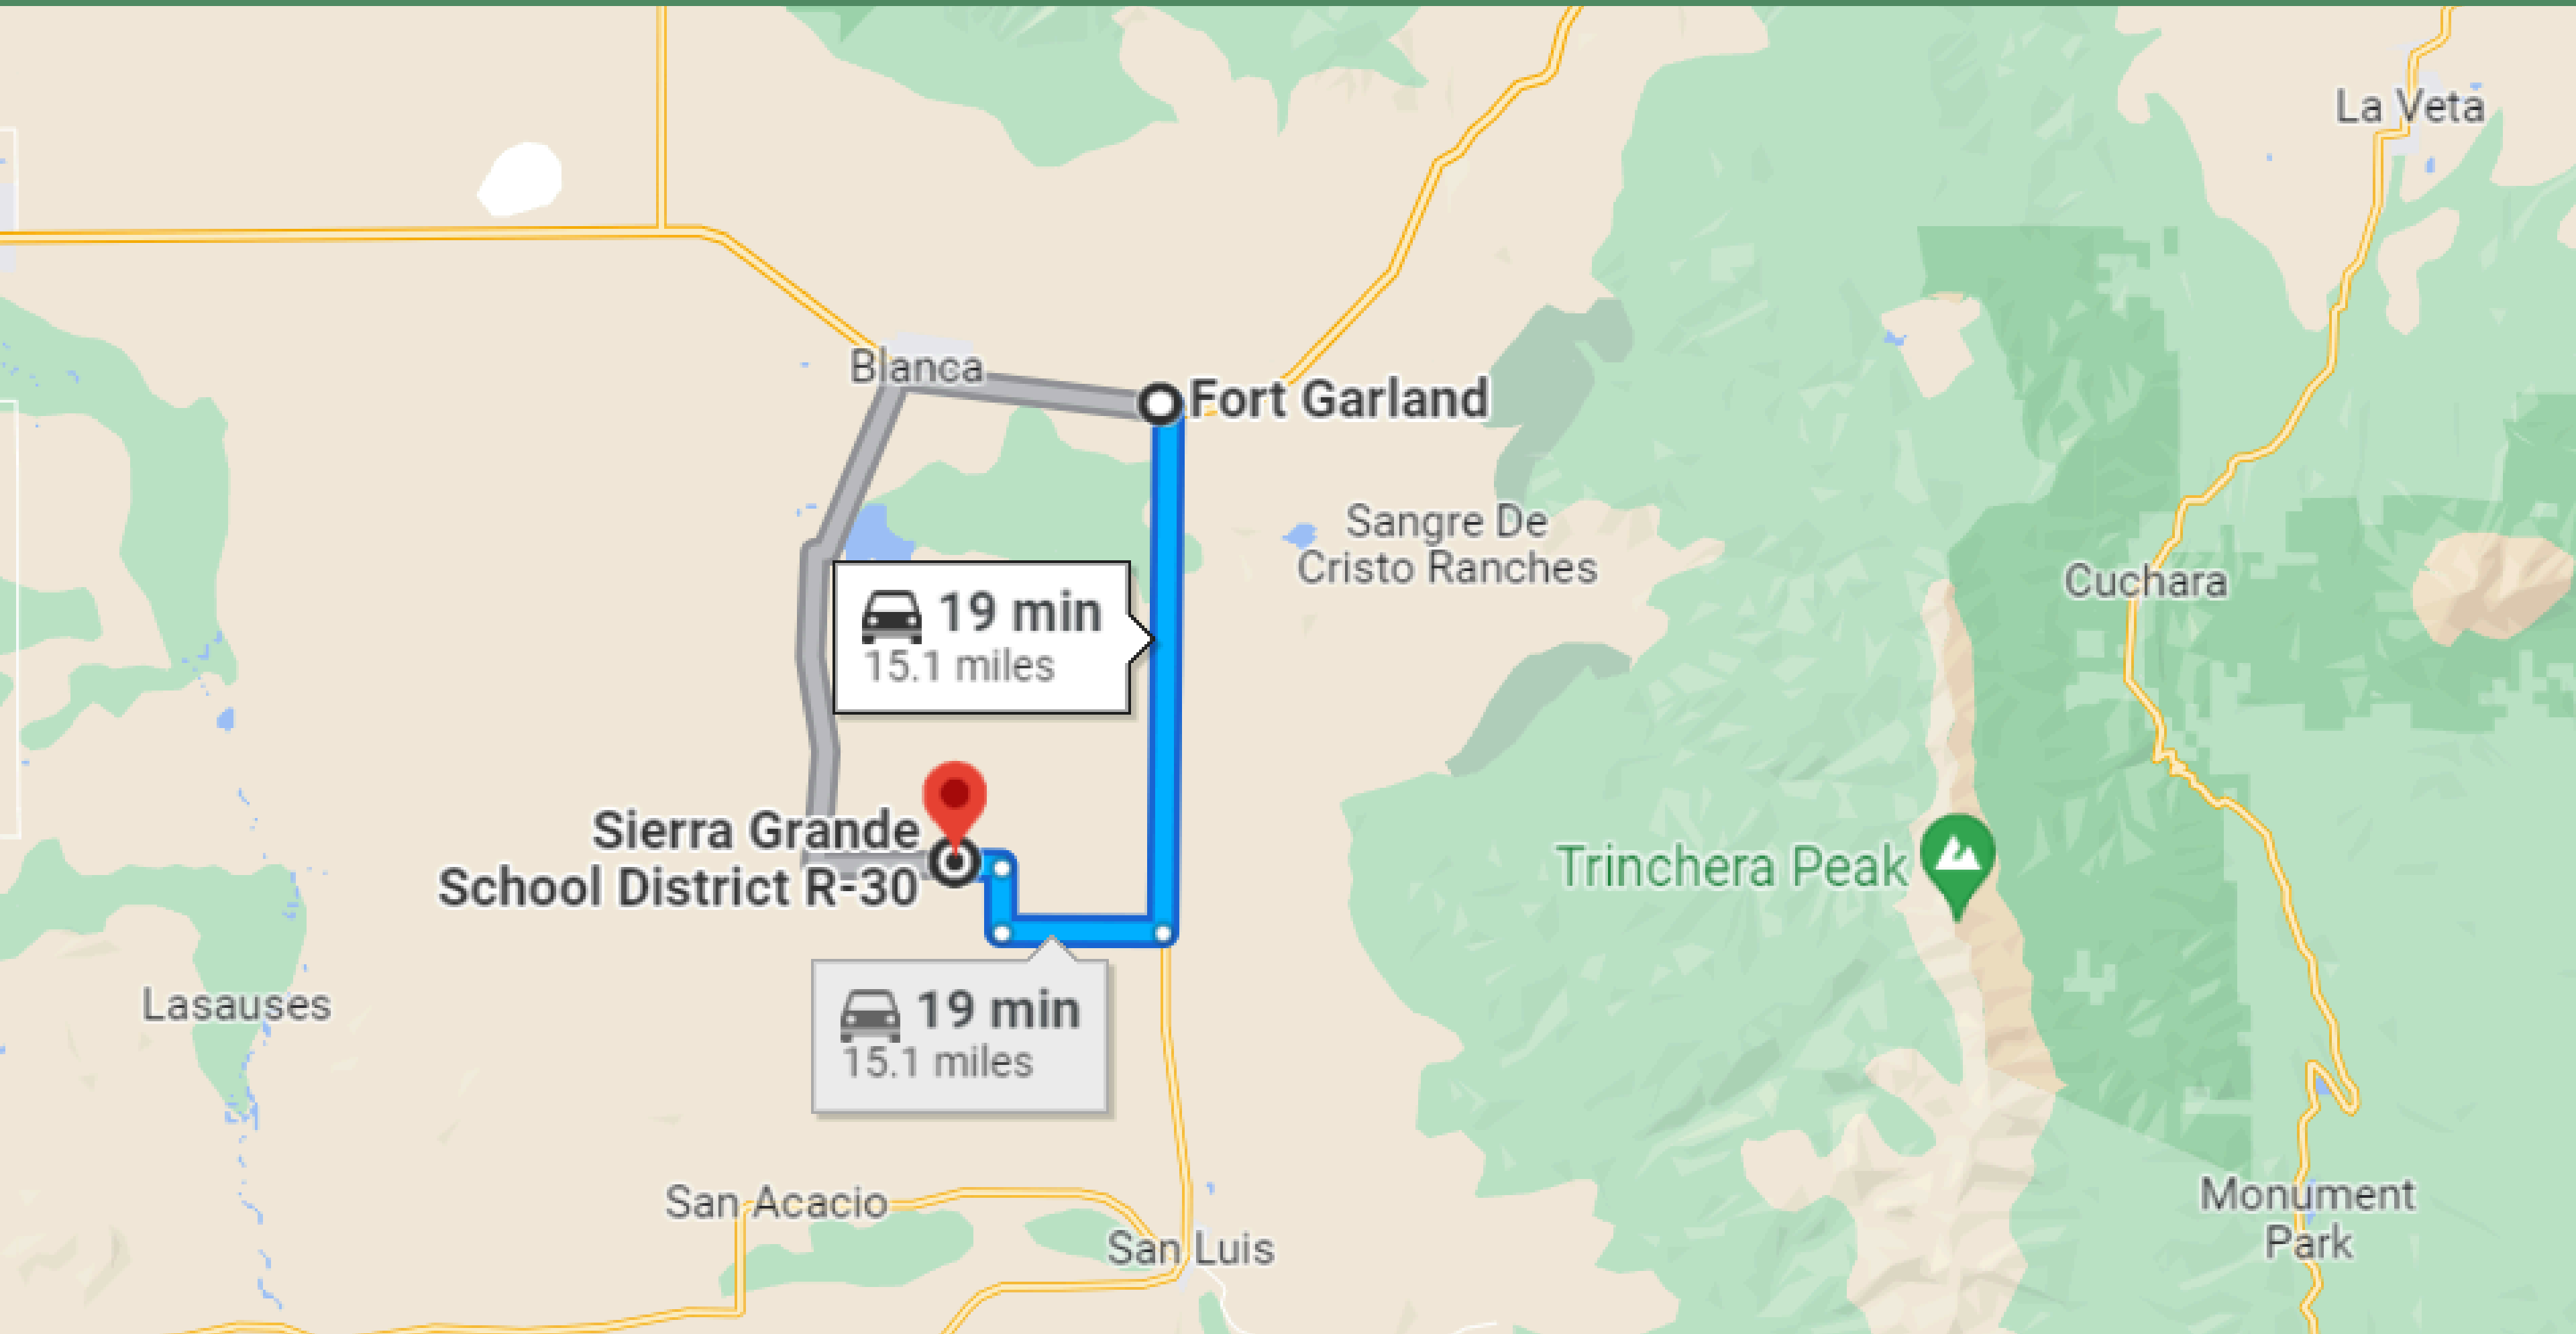 La Veta
Blanca
Fort Garland
Sangre De
Cristo Ranches
Cuchara
19 min
15.1 miles
Sierra Grande
School District R-30
Trinchera Peak
Lasauses
19 min
15.1 miles
San Acacio
San Luis
Monument
Park